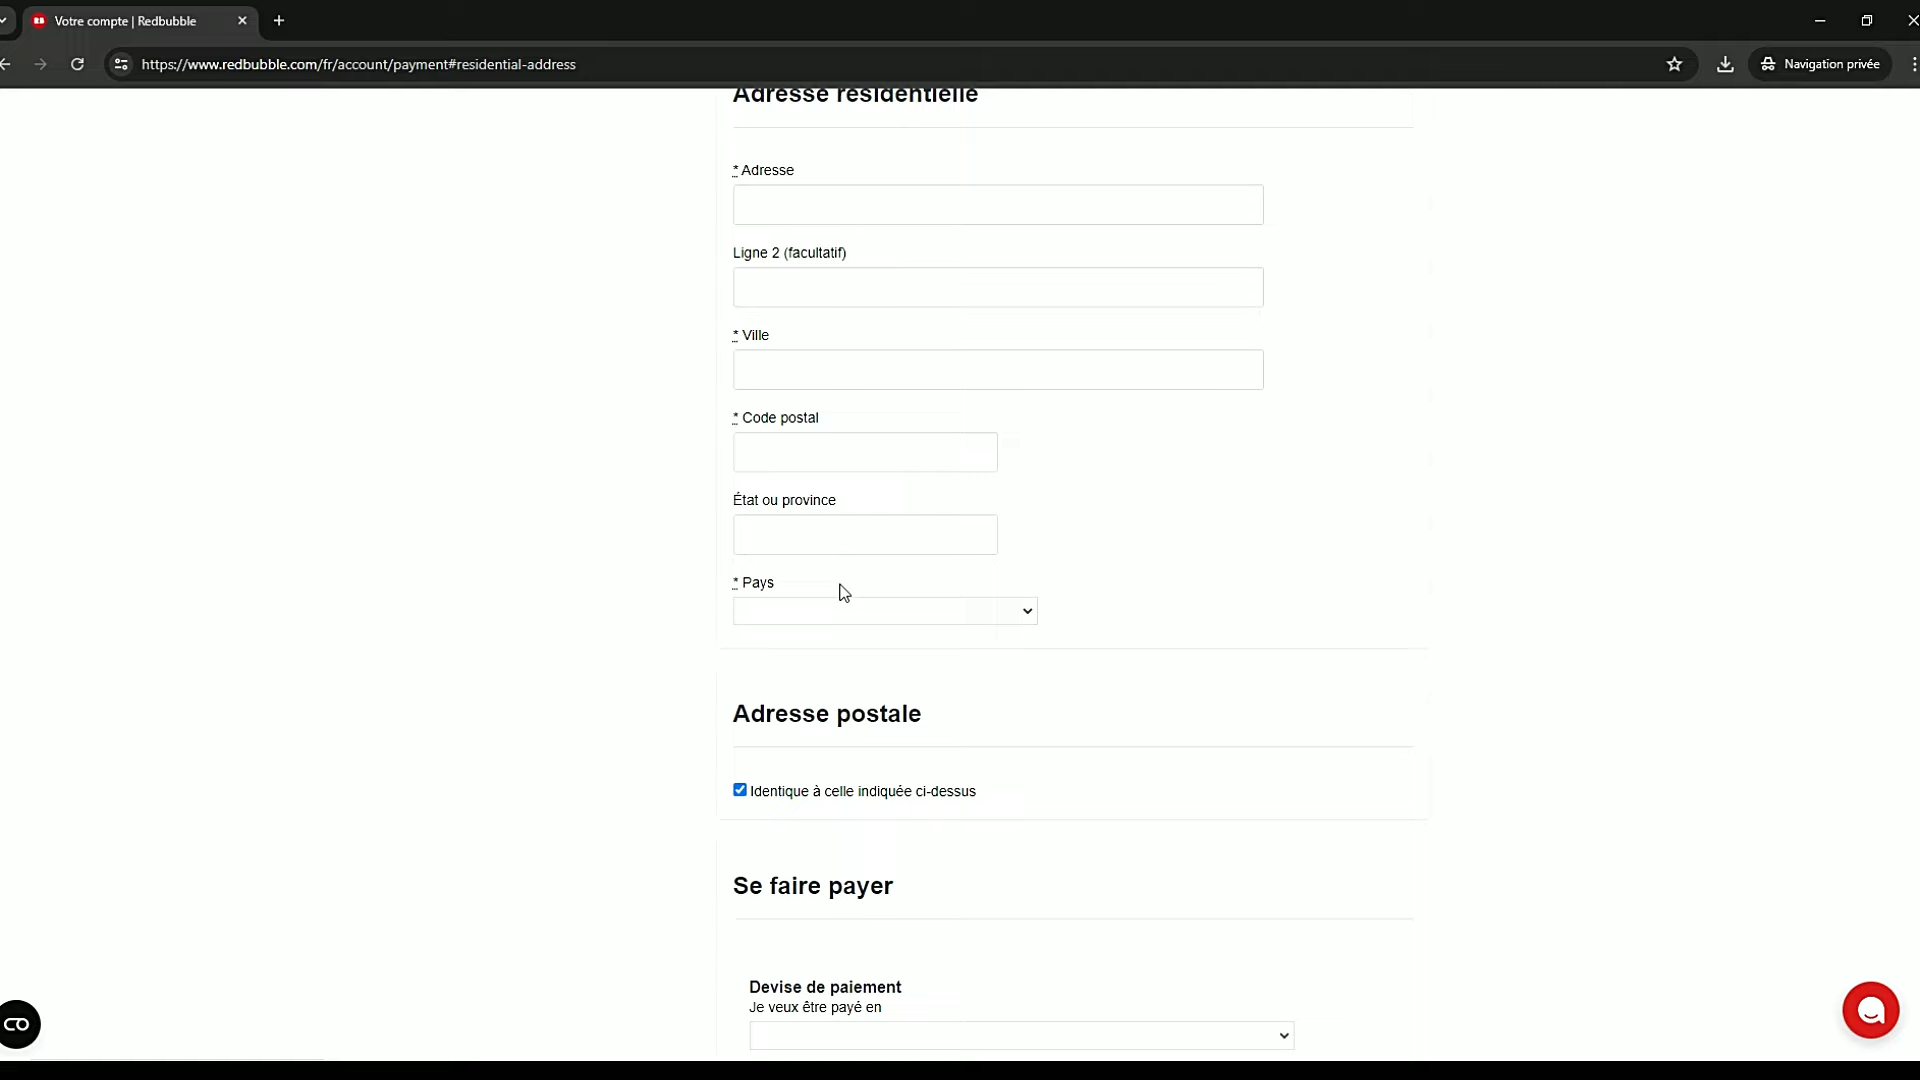 Votre compte | Redbubble
https://www.redbubble.com/fr/account/payment#residential-address
Navigation privée
Adresse résidentielle
* Adresse
Ligne 2 (facultatif)
* Ville
* Code postal
État ou province
* Pays
Adresse postale
Identique à celle indiquée ci-dessus
Se faire payer
Devise de paiement
Je veux être payé en